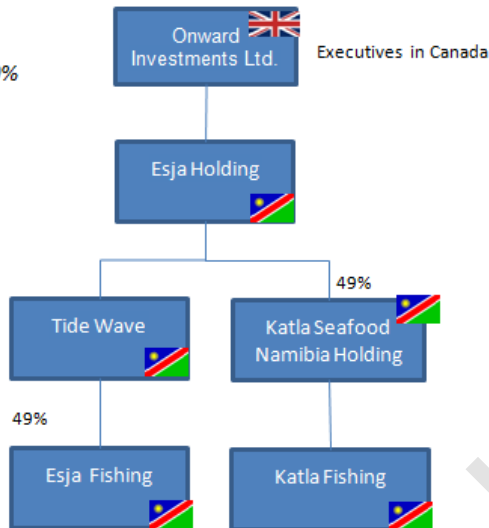 Onward
Investments Ltd.
Executives in Canada
%
Esja Holding
49%
Tide Wave
Katla Seafood
Namibia Holding
49%
Esja Fishing
Katla Fishing